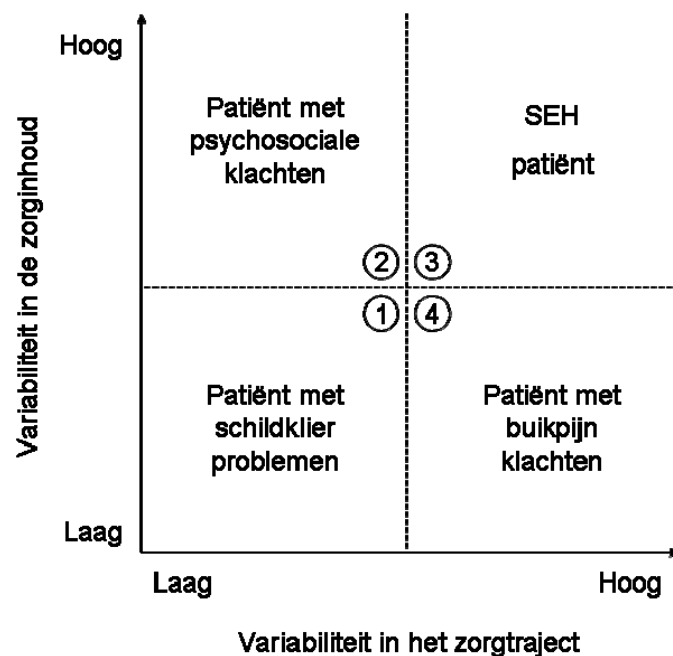 Hoog
Variabiliteit in de zorginhoud
Patiënt met
psychosociale
klachten
SEH
patiënt
2
3
1
4
Patiënt met
schildklier
problemen
Patiënt met
buikpijn
klachten
Laag
Laag
Hoog
Variabiliteit in het zorgtraject